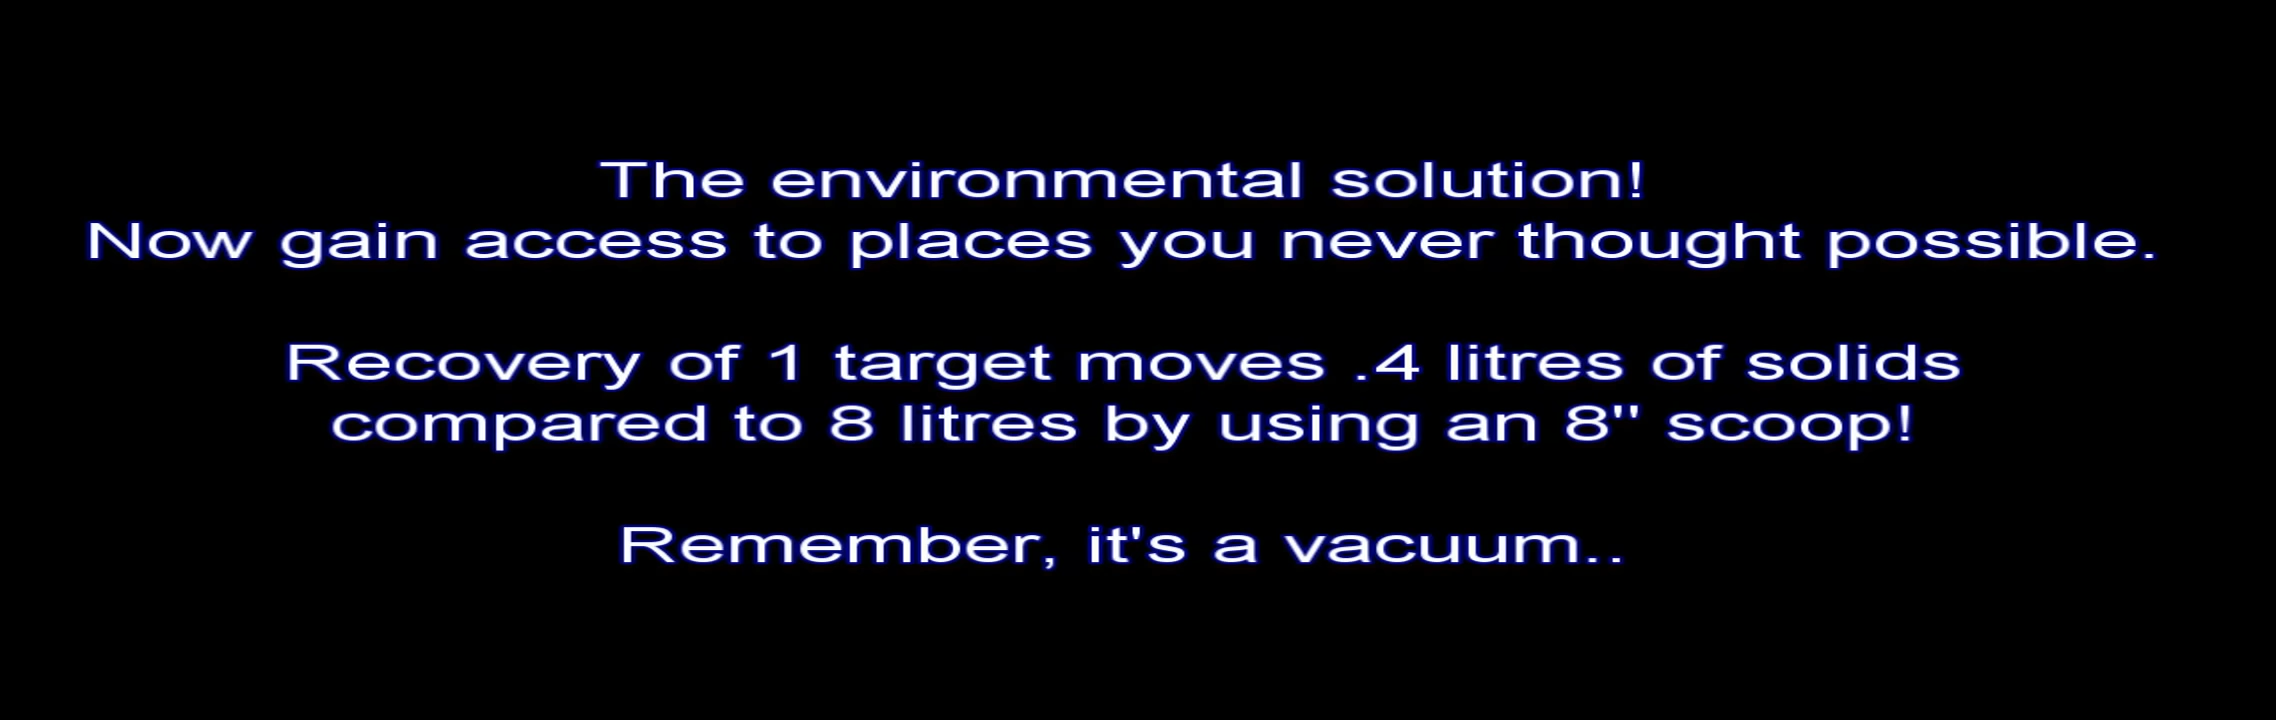 The environmental solution!
Now gain access to places you never thought possible.
Recovery of 1 target moves .4 litres of solids
compared to 8 litres by using an 8" scoop!
Remember, it's a vacuum..